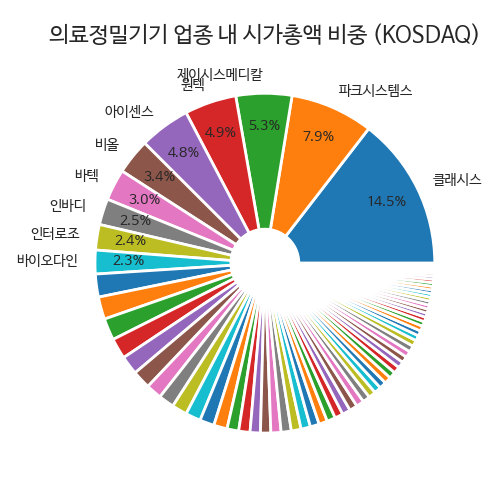 의료정밀기기 업종 내 시가총액 비중 (KOSDAQ)
제이시스메디칼
원텍
파크시스템스
아이센스
비올
클래시스
바텍
인바디
인터로조
바이오다인
14.5%
7.9%
5.3%
4.9%
4.8%
3.4%
3.0%
2.5%
2.4%
2.3%